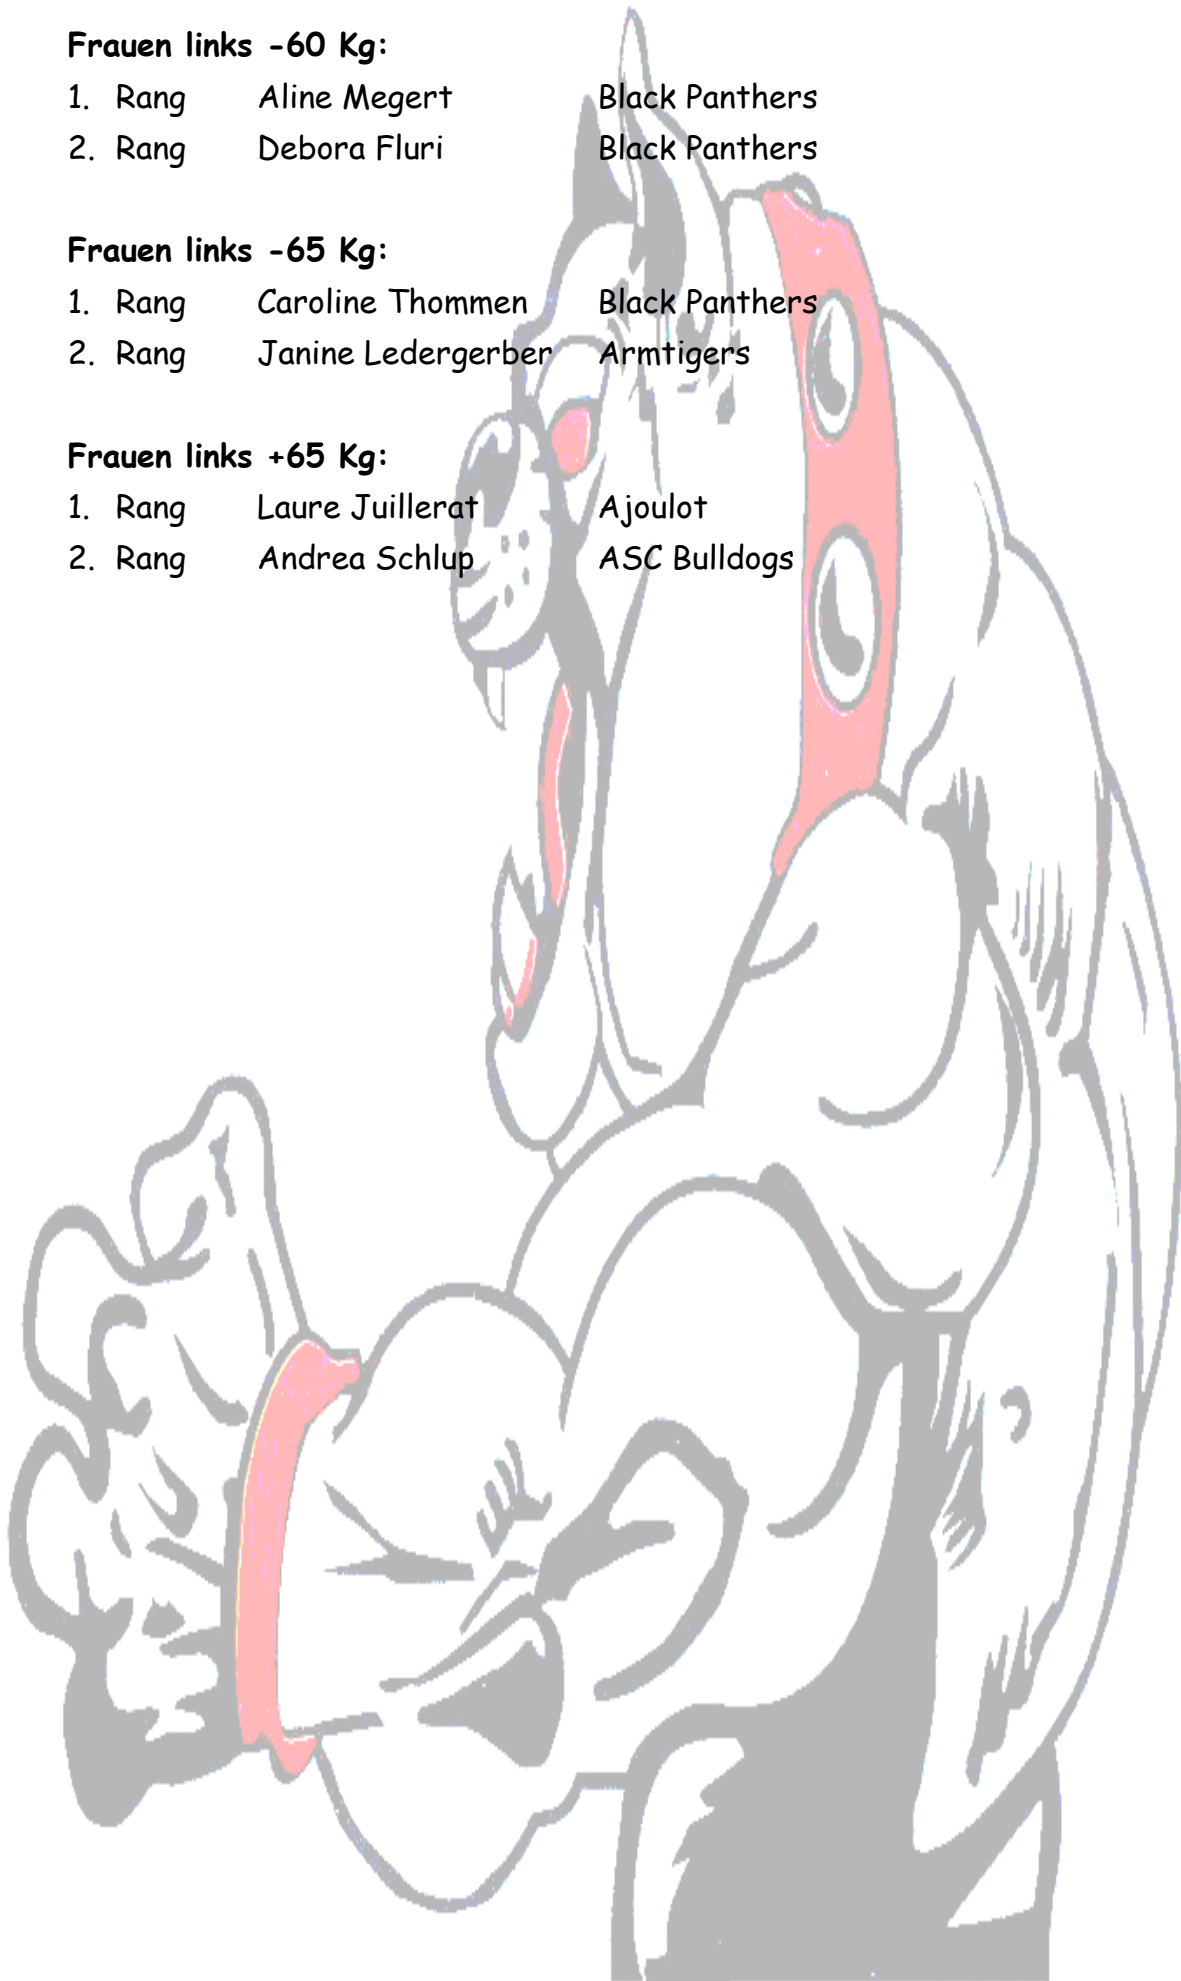 Frauen links -60 Kg:
1. Rang Aline Megert Black Panthers
2. Rang Debora Fluri Black Panthers
Frauen links -65 Kg:
1. Rang Caroline Thommen Black Panthers
2. Rang Janine Ledergerber Armtigers
Frauen links +65 Kg:
1. Rang Laure Juillerat Ajoulot
2. Rang Andrea Schlup ASC Bulldogs